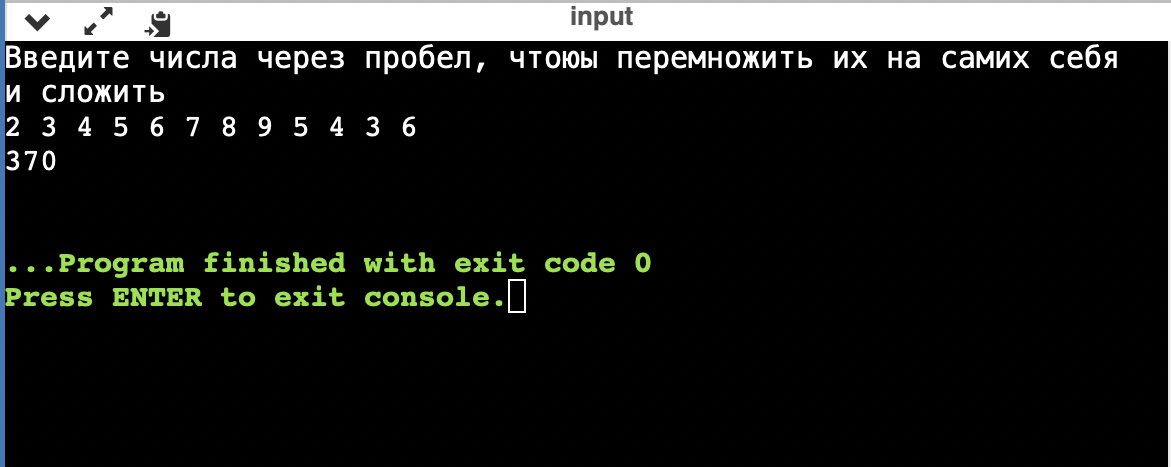 input
Введите числа через пробел, чтоюы перемножить их на самих себя
и сложить
2 3 4 5 6 7 8 9 5 4 3 6
370
...Program finished with exit code 0
Press ENTER to exit console.